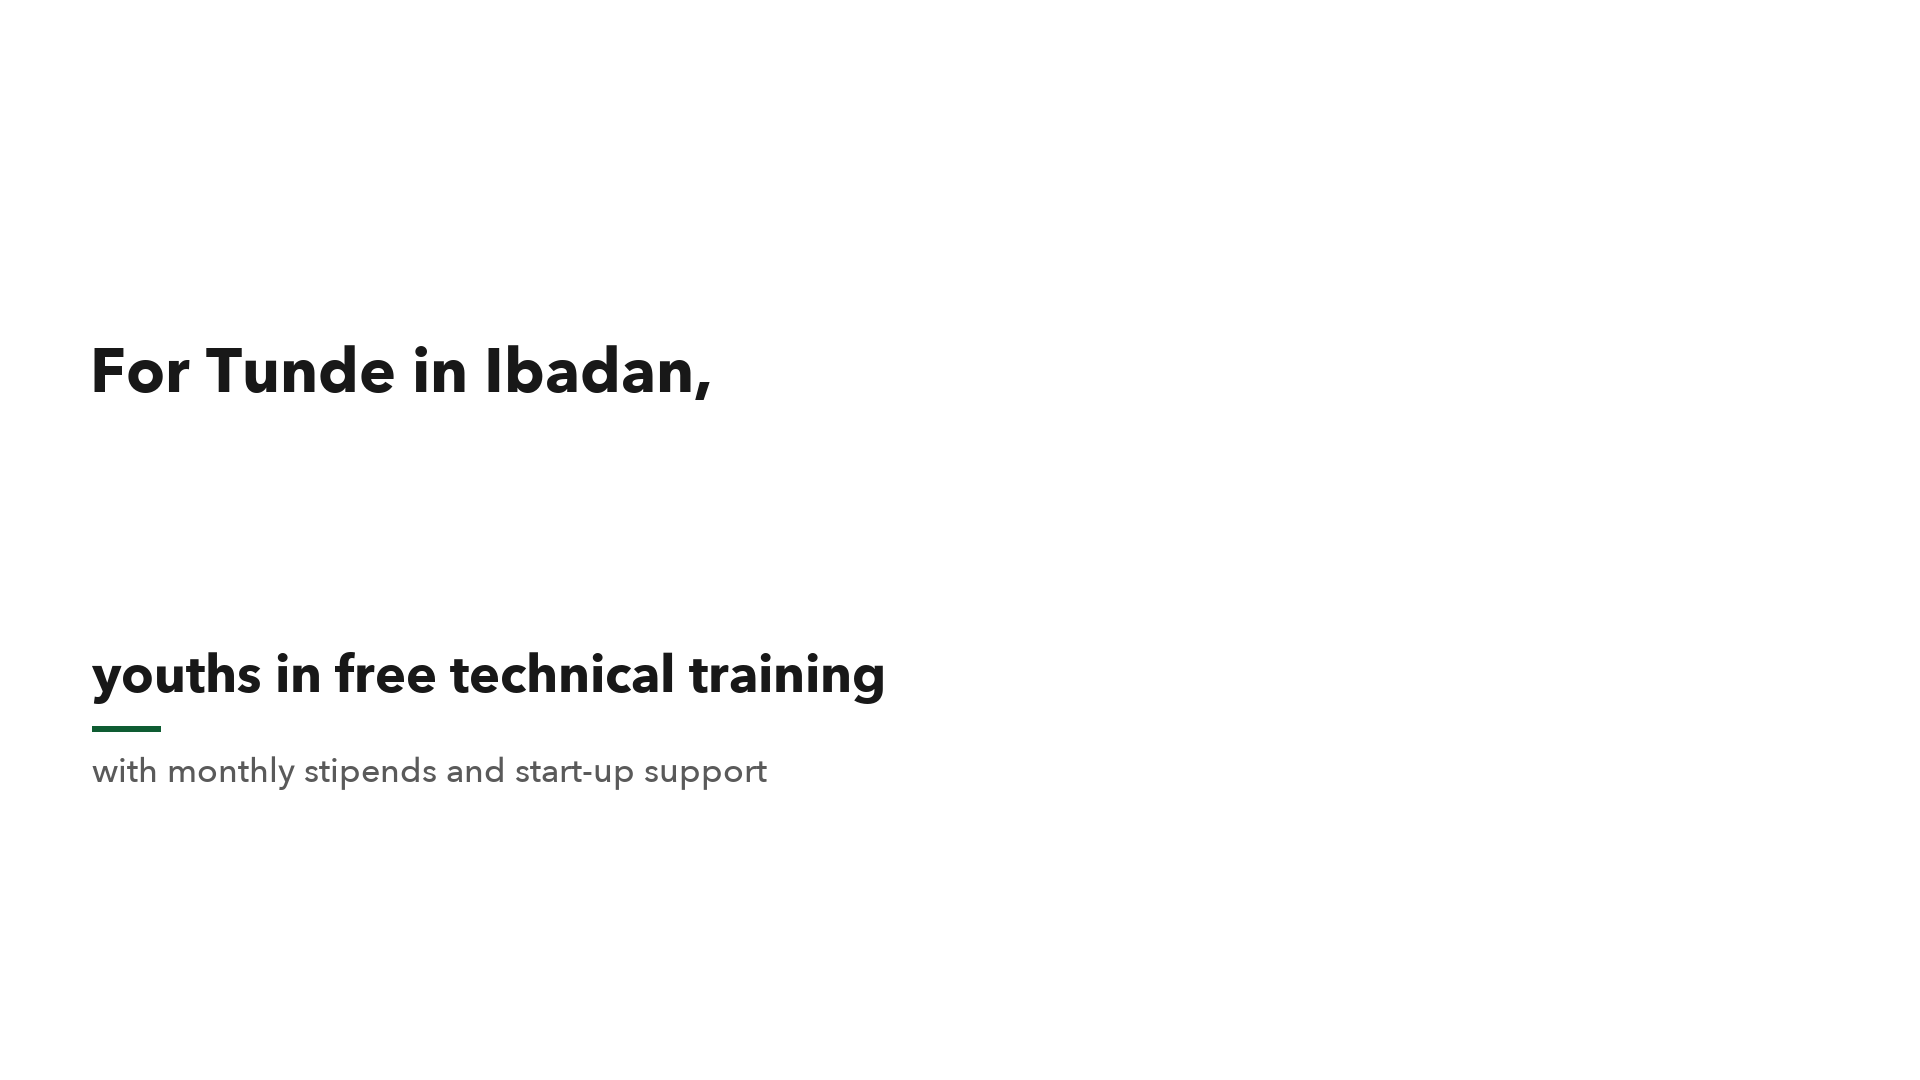 For Tunde in Ibadan,
youths in free technical training
with monthly stipends and start-up support